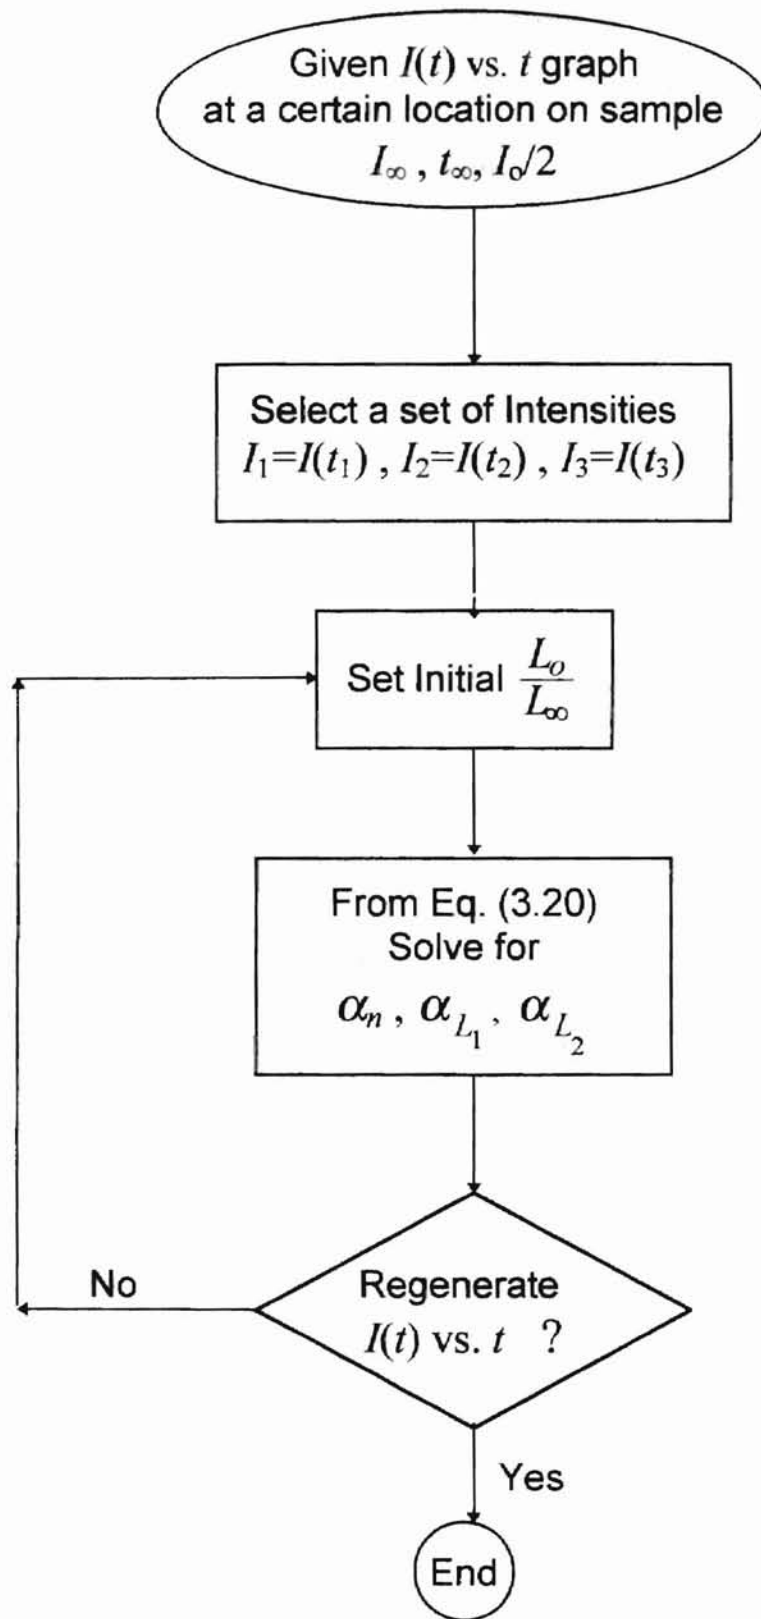 Given I(t) vs. t graph
at a certain location on sample
I∞ , t∞, Io/2
Select a set of Intensities
I1=I(t1) , I2=I(t2) , I3=I(t3)
Set Initial Lo/L∞
From Eq. (3.20)
Solve for
αn , αL1, αL2
No
Regenerate
I(t) vs. t ?
Yes
End